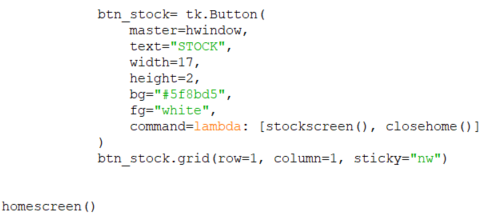 btn_stock= tk.Button(
master=hwindow,
text="STOCK",
width=17,
height=2,
bg="#5f8bd5",
fg="white",
command=lambda: [stockscreen(), closehome()]
)
btn_stock.grid(row=1, column=1, sticky="nw")
homescreen()